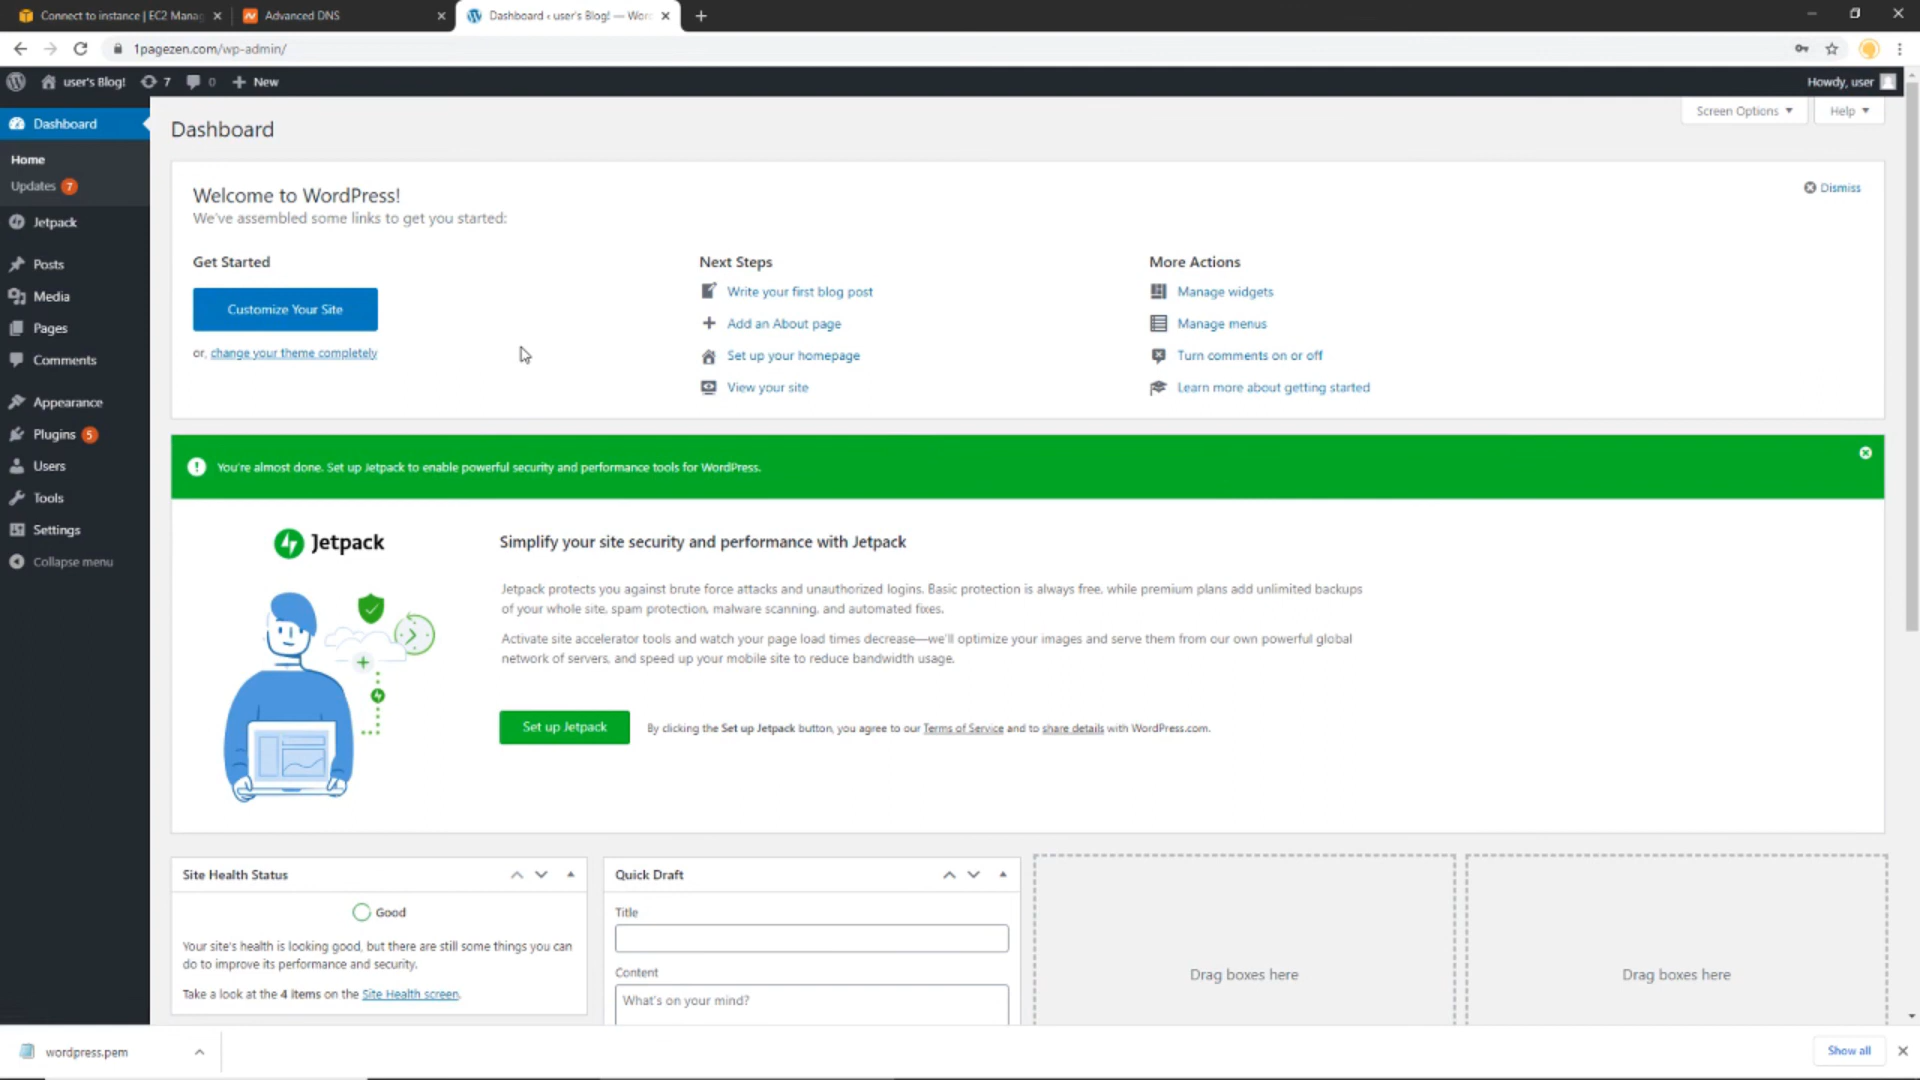 Connect to instance | EC2 Manag
Advanced DNS
Dashboard ‹ user's Blog! — Wor
1pagezen.com/wp-admin/
user's Blog!
7
0
New
Howdy, user
Dashboard
Home
Updates 7
Jetpack
Posts
Media
Pages
Comments
Appearance
Plugins 5
Users
Tools
Settings
Collapse menu
Dashboard
Screen Options
Help
Welcome to WordPress!
We've assembled some links to get you started:
Dismiss
Get Started
Customize Your Site
or, change your theme completely
Next Steps
Write your first blog post
Add an About page
Set up your homepage
View your site
More Actions
Manage widgets
Manage menus
Turn comments on or off
Learn more about getting started
You're almost done. Set up Jetpack to enable powerful security and performance tools for WordPress.
Jetpack
Simplify your site security and performance with Jetpack
Jetpack protects you against brute force attacks and unauthorized logins. Basic protection is always free, while premium plans add unlimited backups
of your whole site, spam protection, malware scanning, and automated fixes.
Activate site accelerator tools and watch your page load times decrease—we'll optimize your images and serve them from our own powerful global
network of servers, and speed up your mobile site to reduce bandwidth usage.
Set up Jetpack
By clicking the Set up Jetpack button, you agree to our Terms of Service and to share details with WordPress.com.
Site Health Status
Good
Your site's health is looking good, but there are still some things you can
do to improve its performance and security.
Take a look at the 4 items on the Site Health screen.
Quick Draft
Title
Content
What's on your mind?
Drag boxes here
Drag boxes here
wordpress.pem
Show all